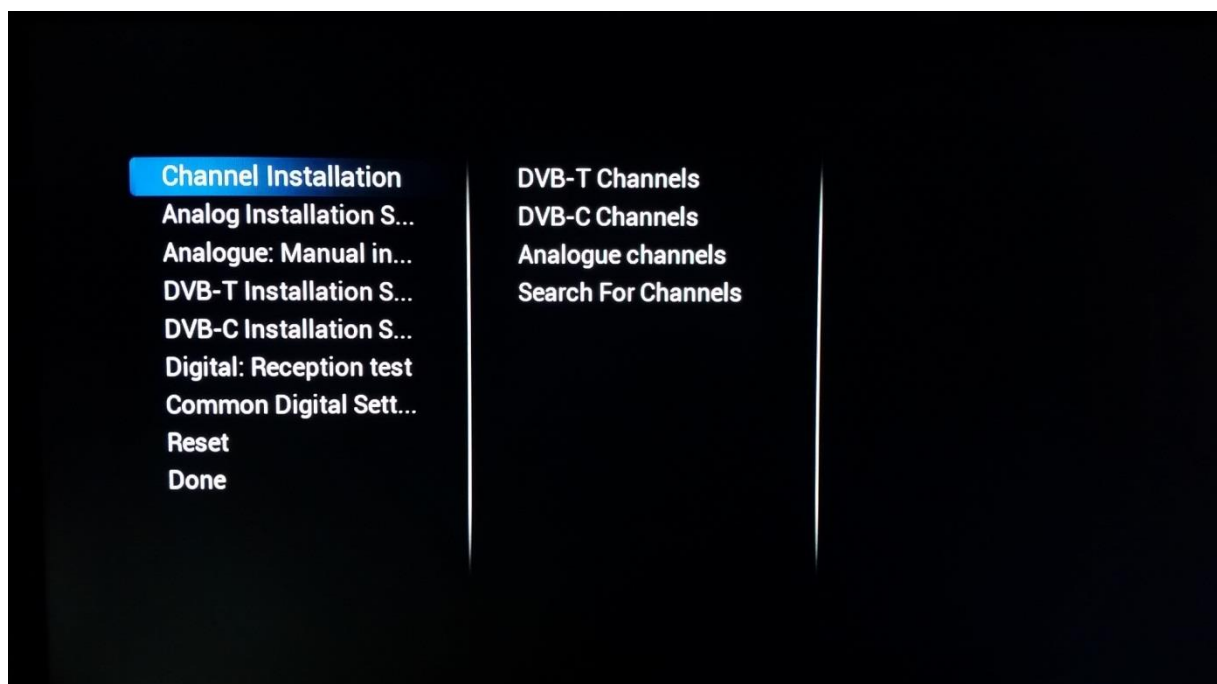 Channel Installation
Analog Installation S...
Analogue: Manual in...
DVB-T Installation S...
DVB-C Installation S...
Digital: Reception test
Common Digital Sett...
Reset
Done
DVB-T Channels
DVB-C Channels
Analogue channels
Search For Channels